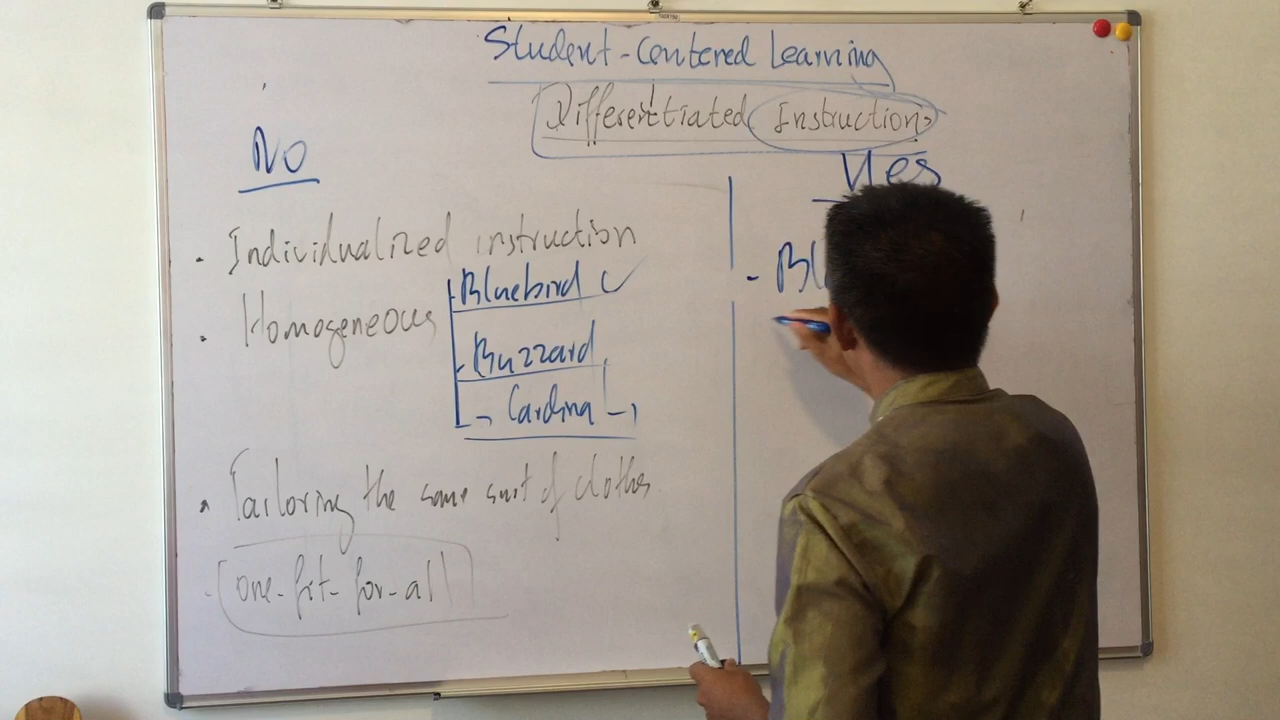 Student-Centered Learning
Differentiated Instruction
No
Yes
. Individualized instruction
. Homogeneous
- Bluebird ✓
- Buzzard
- Cardinal -
- Bl
. Tailoring the same suit of clothes
(one-fit-for-all)